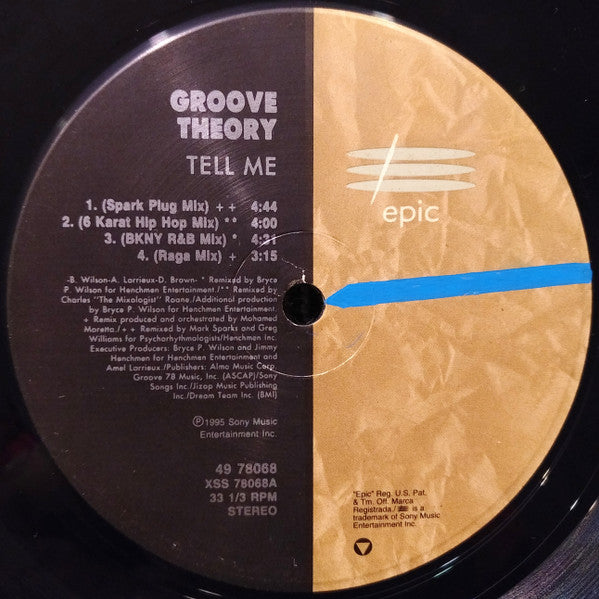 GROOVE
THEORY
TELL ME
1. (Spark Plug Mix) + + 4:44
2. (6 Karat Hip Hop Mix) ** 4:00
3. (BKNY R&B Mix) * 4:31
4. (Raga Mix) + 3:15
-B. Wilson-A. Larrieux-D. Brown- * Remixed by Bryce
P. Wilson for Henchmen Entertainment./** Remixed by
Charles "The Mixologist" Roane./Additional production
by Bryce P. Wilson for Henchmen Entertainment.
+ Remix produced and orchestrated by Mohamed
Moretta./+ + Remixed by Mark Sparks and Greg
Williams for Psychorhythmologists/Henchmen Inc.
Executive Producers: Bryce P. Wilson and Jimmy
Henchmen for Henchmen Entertainment and
Amel Larrieux./Publishers: Almo Music Corp.
Groove 78 Music, Inc. (ASCAP)/Sony
Songs Inc./Jizop Music Publishing
Inc./Dream Team Inc. (BMI)
Ⓟ1995 Sony Music
Entertainment Inc.
49 78068
XSS 78068A
33 1/3 RPM
STEREO
epic
"Epic" Reg. U.S. Pat.
& Tm. Off. Marca
Registrada./ is a
trademark of Sony Music
Entertainment Inc.